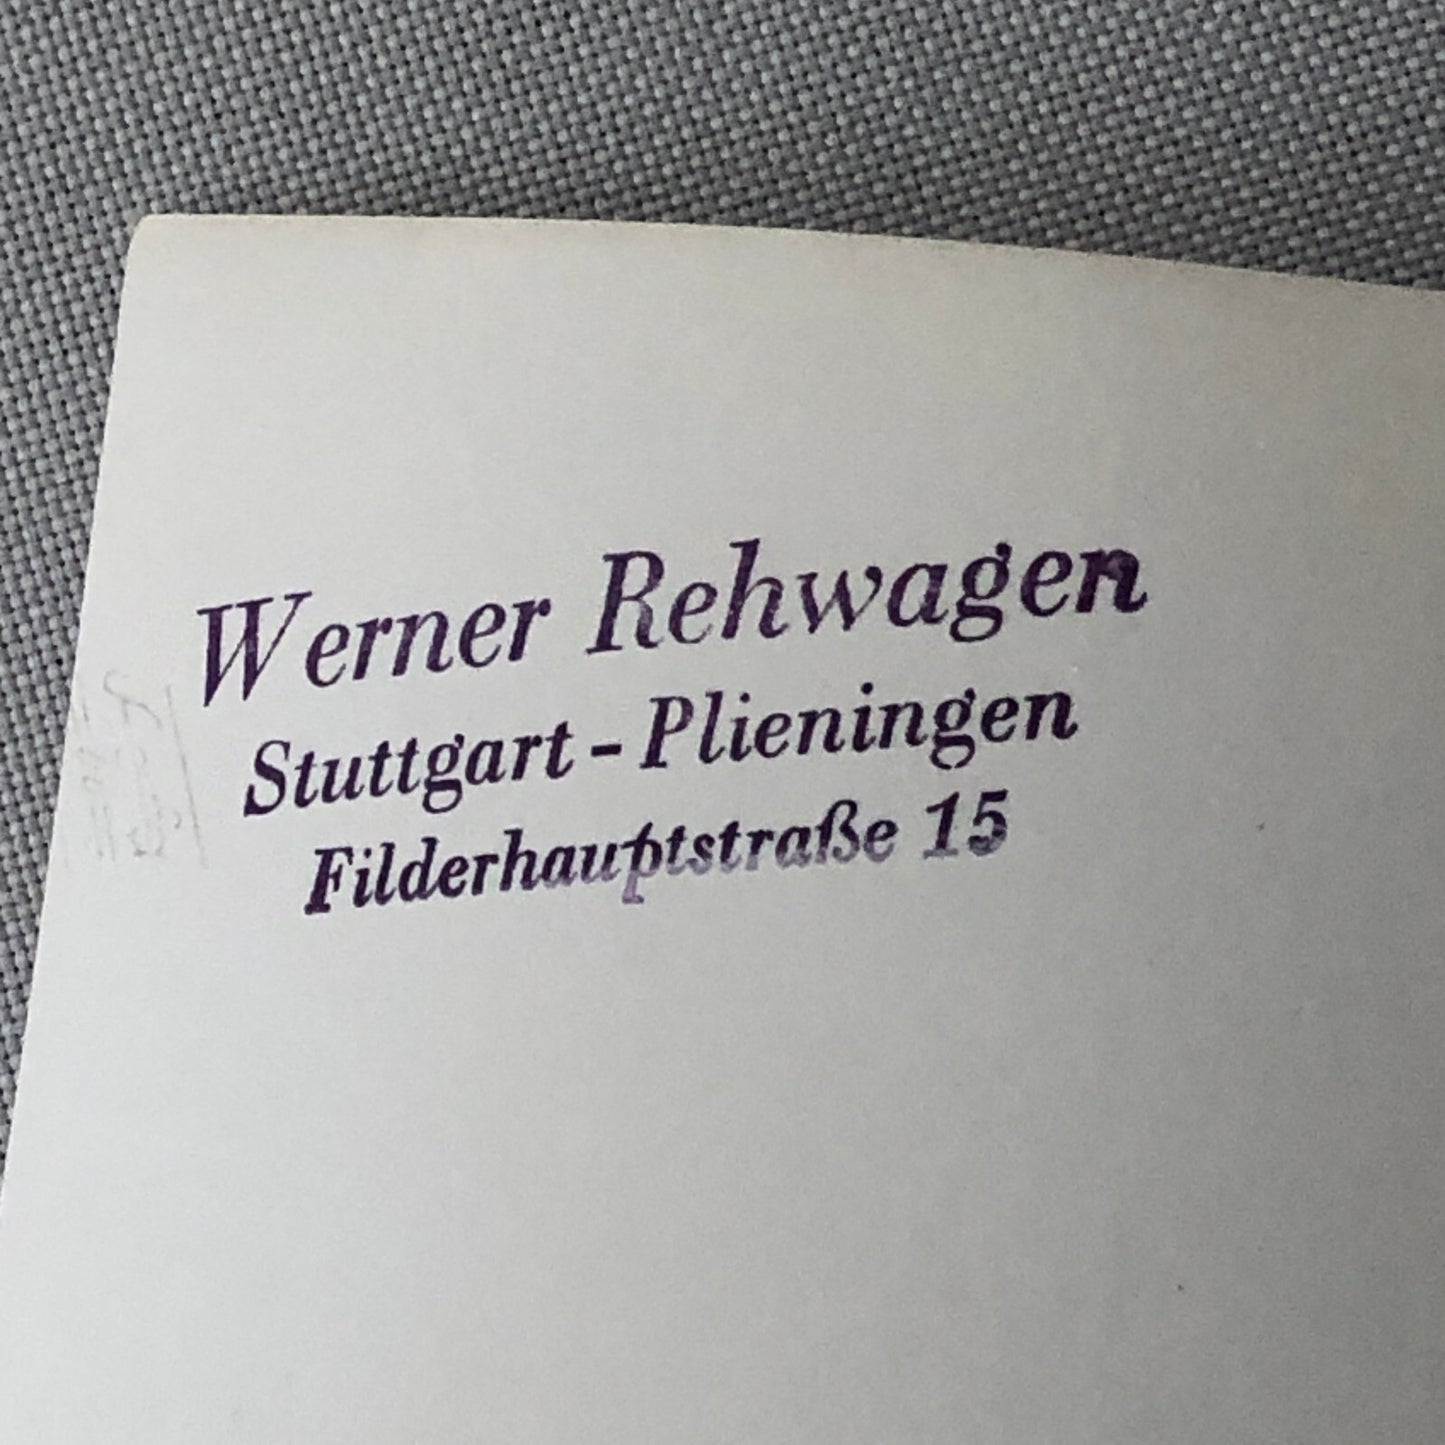 Werner Rehwagen
Stuttgart - Plieningen
Filderhauptstraße 15